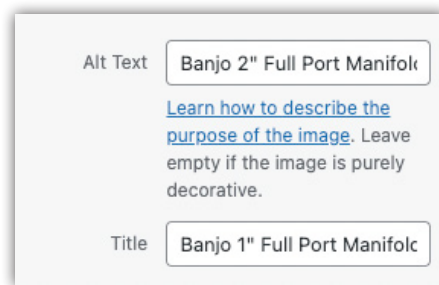 Alt Text
Banjo 2" Full Port Manifol
Learn how to describe the
purpose of the image. Leave
empty if the image is purely
decorative.
Title
Banjo 1" Full Port Manifol